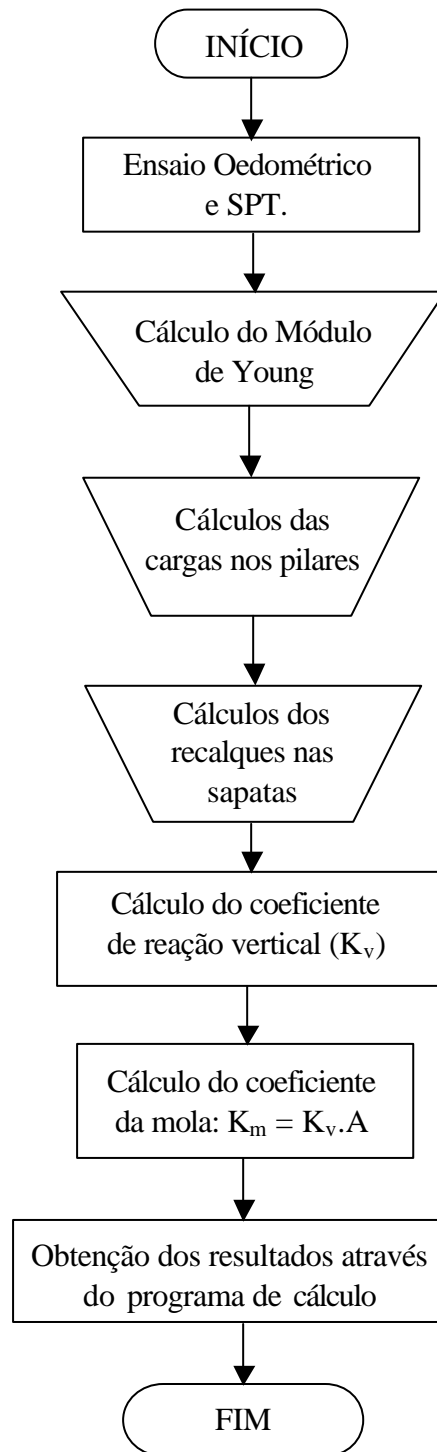 INÍCIO
Ensaio Oedométrico
e SPT.
Cálculo do Módulo
de Young
Cálculos das
cargas nos pilares
Cálculos dos
recalques nas
sapatas
Cálculo do coeficiente
de reação vertical (Kᵥ)
Cálculo do coeficiente
da mola: Kₘ = Kᵥ.A
Obtenção dos resultados através
do programa de cálculo
FIM